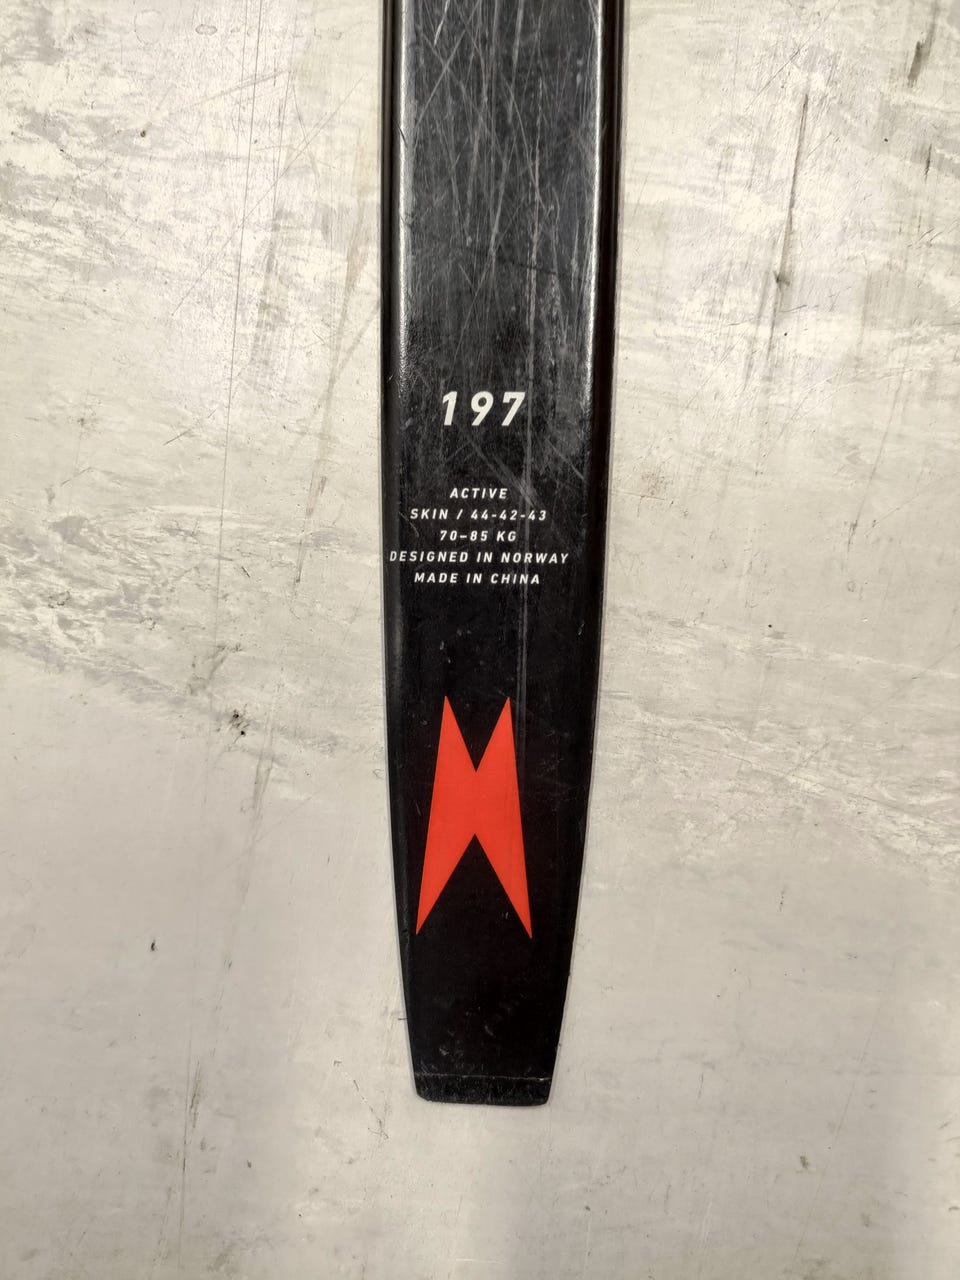 197
ACTIVE
SKIN / 44-42-43
70-85 KG
DESIGNED IN NORWAY
MADE IN CHINA